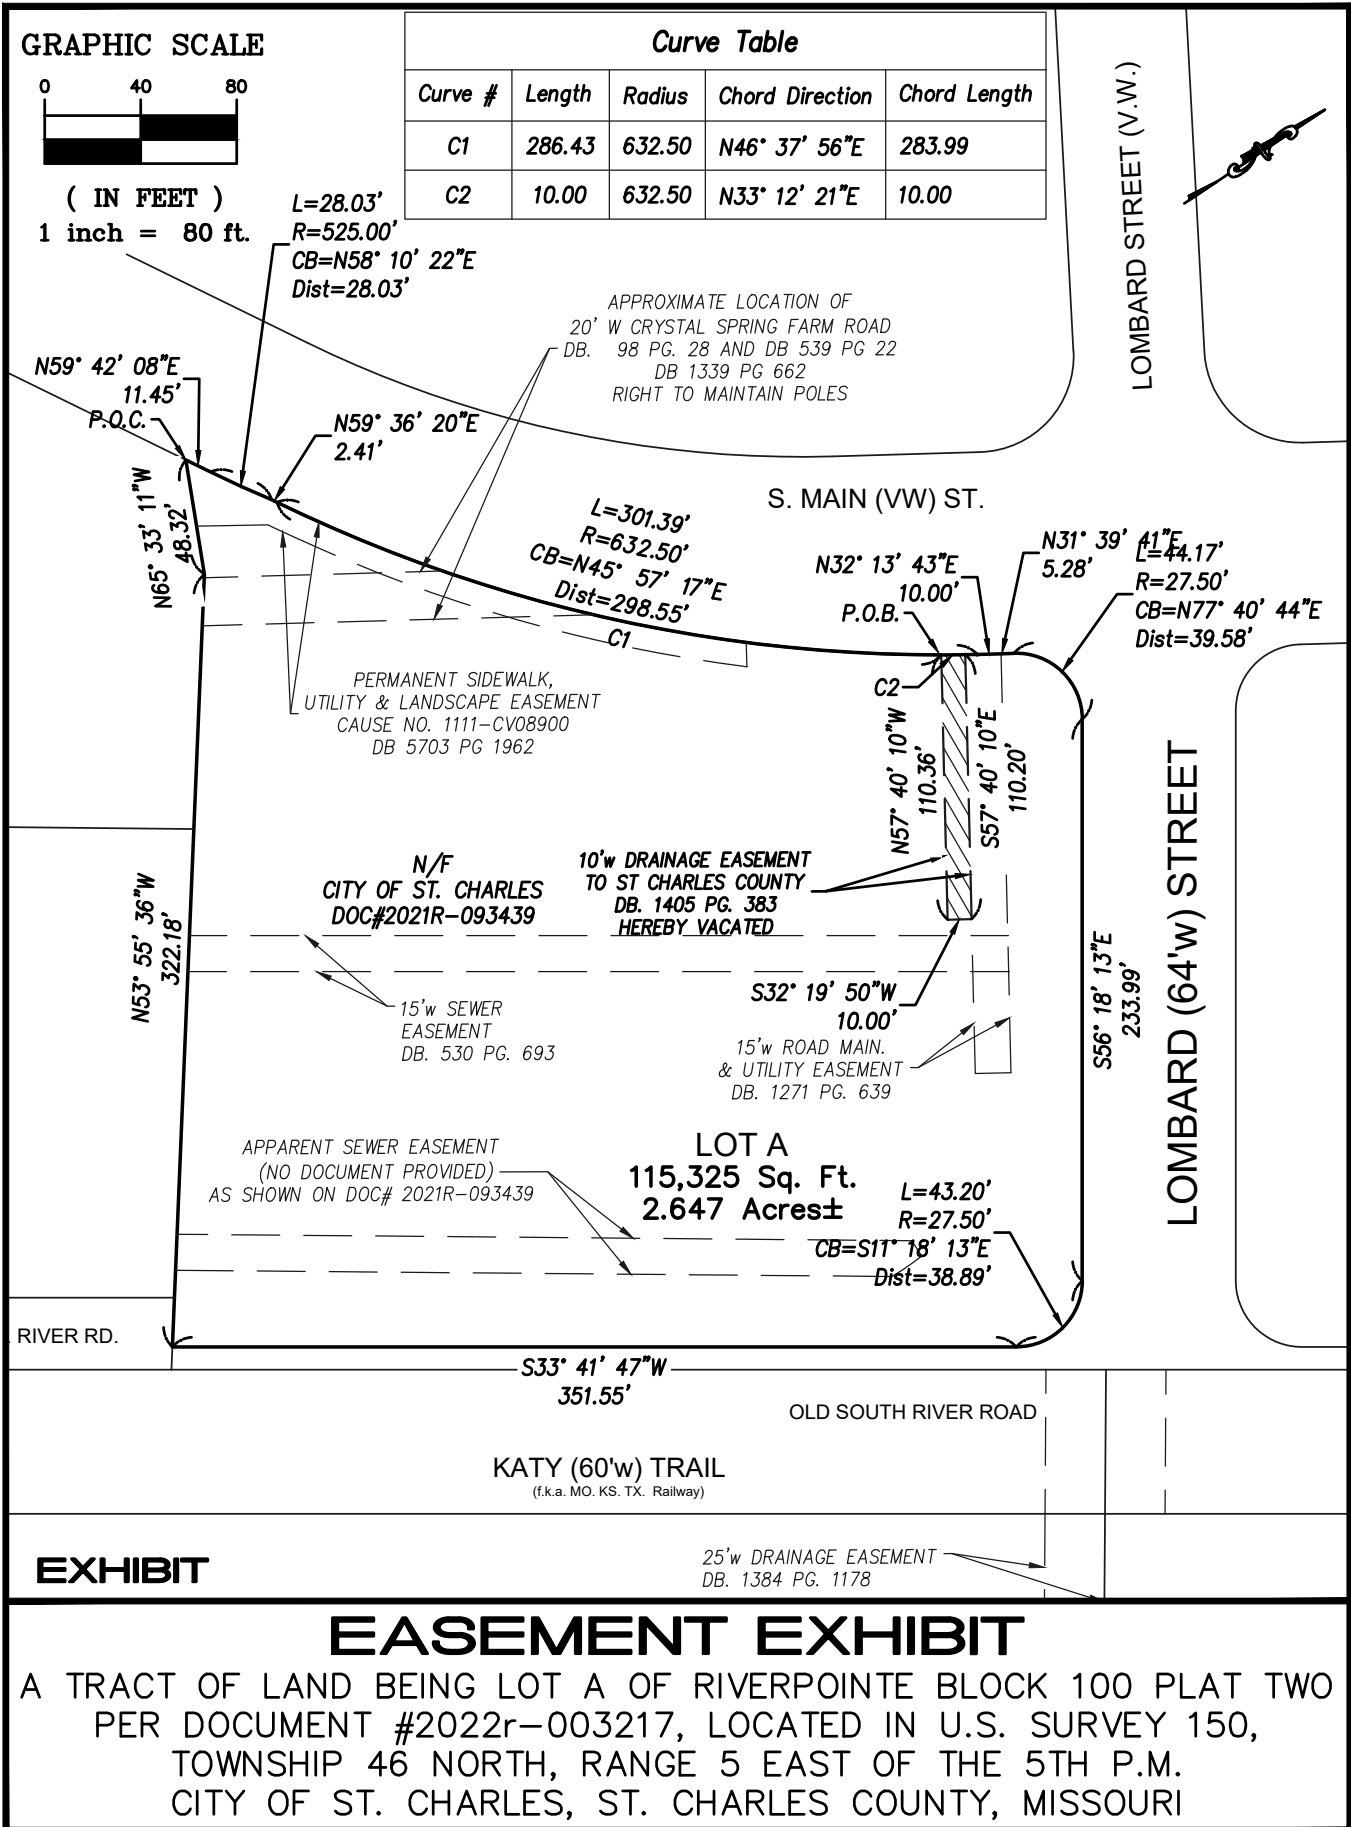 GRAPHIC SCALE
0 40 80
( IN FEET )
1 inch = 80 ft.
Curve Table
Curve # Length Radius Chord Direction Chord Length
C1 286.43 632.50 N46° 37' 56"E 283.99
C2 10.00 632.50 N33° 12' 21"E 10.00
LOMBARD STREET (V.W.)
L=28.03'
R=525.00'
CB=N58° 10' 22"E
Dist=28.03'
APPROXIMATE LOCATION OF
20' W CRYSTAL SPRING FARM ROAD
DB. 98 PG. 28 AND DB 539 PG 22
DB 1339 PG 662
RIGHT TO MAINTAIN POLES
N59° 42' 08"E
11.45'
P.O.C.
N59° 36' 20"E
2.41'
N65° 33' 11"W
48.32'
S. MAIN (VW) ST.
L=301.39'
R=632.50'
CB=N45° 57' 17"E
Dist=298.55'
C1
N32° 13' 43"E
10.00'
P.O.B.
N31° 39' 41"E
5.28'
L=44.17'
R=27.50'
CB=N77° 40' 44"E
Dist=39.58'
PERMANENT SIDEWALK,
UTILITY & LANDSCAPE EASEMENT
CAUSE NO. 1111-CV08900
DB 5703 PG 1962
C2
N57° 40' 10"W
110.36'
S57° 40' 10"E
110.20'
N/F
CITY OF ST. CHARLES
DOC#2021R-093439
10'w DRAINAGE EASEMENT
TO ST CHARLES COUNTY
DB. 1405 PG. 383
HEREBY VACATED
N53° 55' 36"W
322.18'
15'w SEWER
EASEMENT
DB. 530 PG. 693
S32° 19' 50"W
10.00'
15'w ROAD MAIN.
& UTILITY EASEMENT
DB. 1271 PG. 639
S56° 18' 13"E
233.99'
LOMBARD (64'w) STREET
APPARENT SEWER EASEMENT
(NO DOCUMENT PROVIDED)
AS SHOWN ON DOC# 2021R-093439
LOT A
115,325 Sq. Ft.
2.647 Acres±
L=43.20'
R=27.50'
CB=S11° 18' 13"E
Dist=38.89'
. RIVER RD.
S33° 41' 47"W
351.55'
OLD SOUTH RIVER ROAD
KATY (60'w) TRAIL
(f.k.a. MO. KS. TX. Railway)
25'w DRAINAGE EASEMENT
DB. 1384 PG. 1178
EXHIBIT
EASEMENT EXHIBIT
A TRACT OF LAND BEING LOT A OF RIVERPOINTE BLOCK 100 PLAT TWO
PER DOCUMENT #2022r-003217, LOCATED IN U.S. SURVEY 150,
TOWNSHIP 46 NORTH, RANGE 5 EAST OF THE 5TH P.M.
CITY OF ST. CHARLES, ST. CHARLES COUNTY, MISSOURI